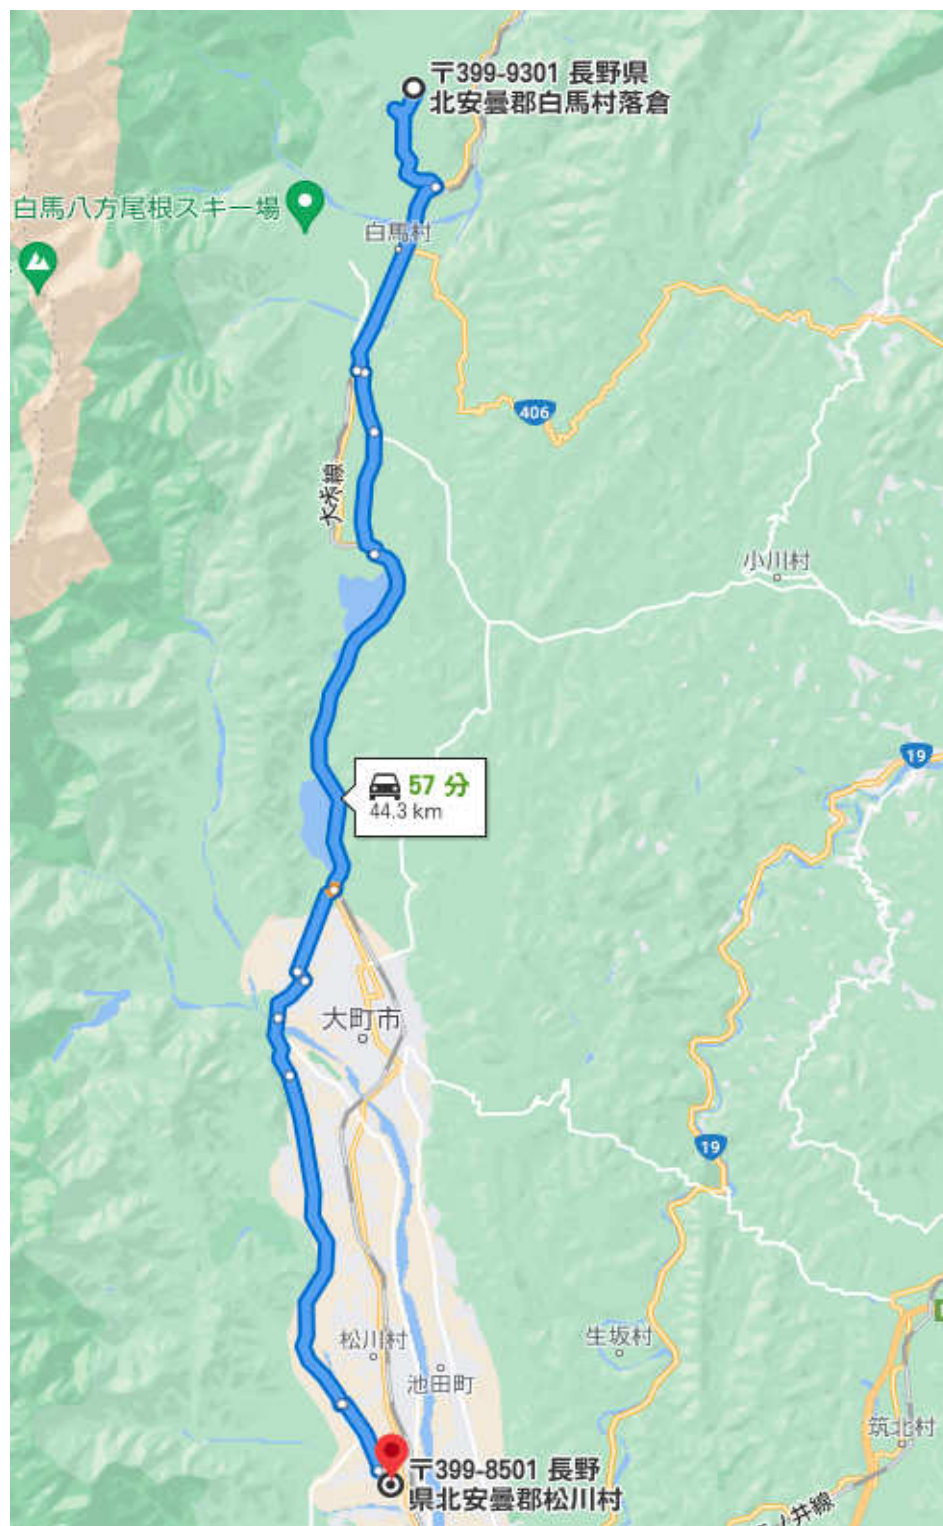 〒399-9301 長野県
北安曇郡白馬村落倉
白馬八方尾根スキー場
白馬村
406
大糸線
小川村
19
57 分
44.3 km
大町市
19
松川村
生坂村
池田町
筑北村
〒399-8501 長野
県北安曇郡松川村
ノ井線